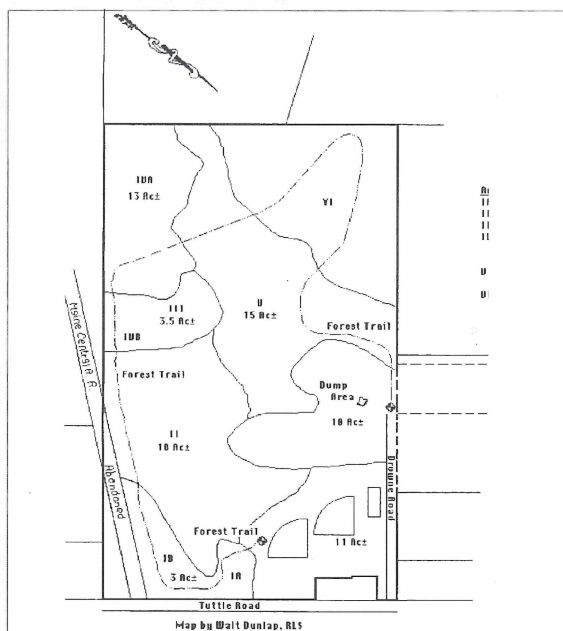 IVA
13 Ac±
VI
III
3.5 Ac±
V
15 Ac±
IVB
Forest Trail
Forest Trail
Maine Central R.R.
Abandoned
Dump
Area
10 Ac±
II
18 Ac±
Drowne Road
Forest Trail
11 Ac±
IB
3 Ac±
IA
Tuttle Road
Map by Walt Dunlap, RLS